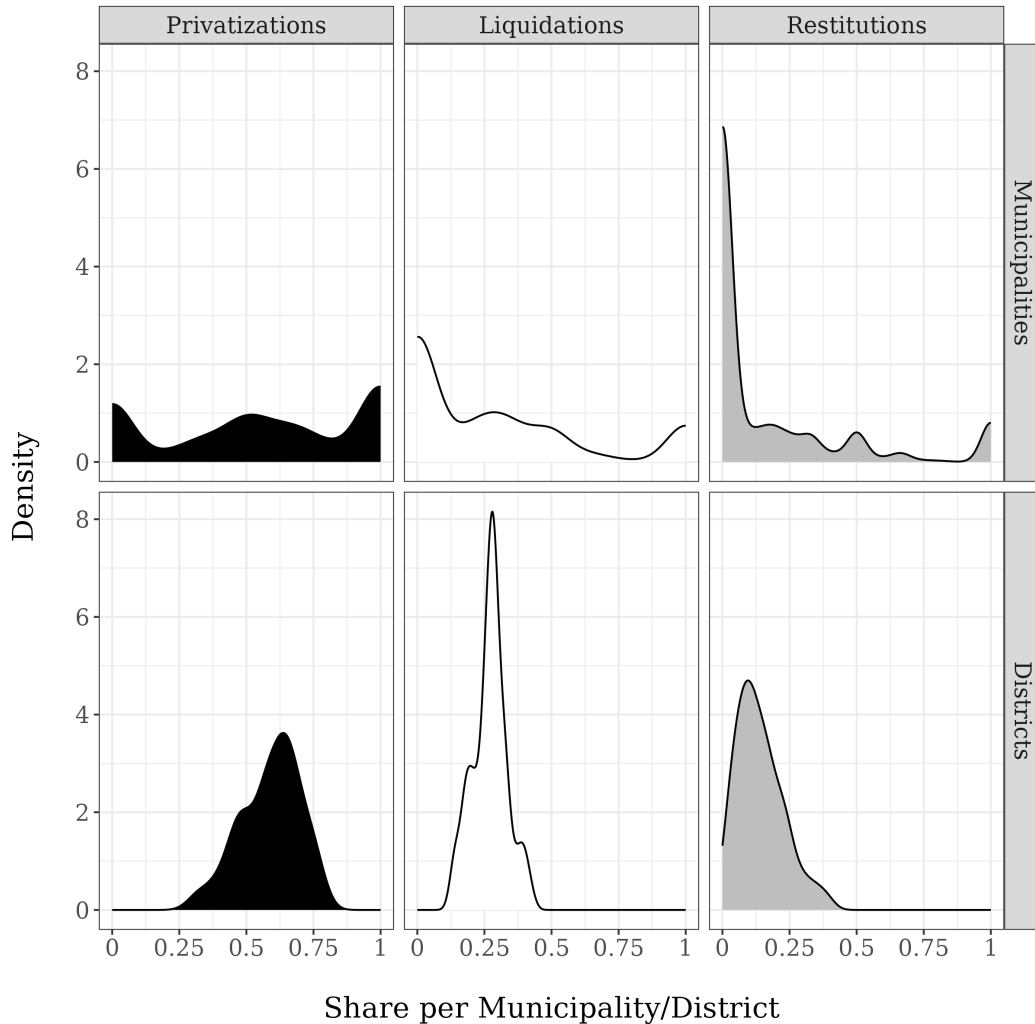 Privatizations Liquidations Restitutions
8
6
4
2
0
Municipalities
Density
8
6
4
2
0
Districts
0 0.25 0.5 0.75 1 0 0.25 0.5 0.75 1 0 0.25 0.5 0.75 1
Share per Municipality/District